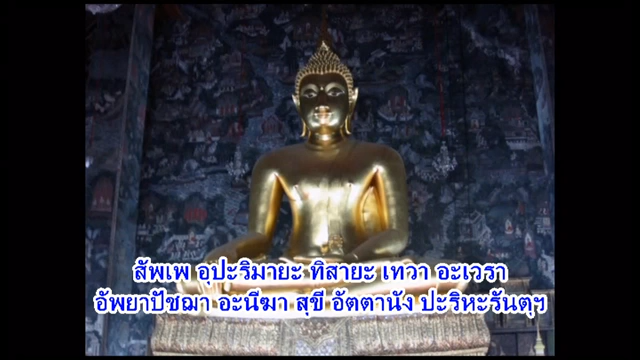 สัพเพ อุปะริมายะ ทิสายะ เทวา อะเวรา
อัพยาปัชฌา อะนีฆา สุขี อัตตานัง ปะริหะรันตุฯ